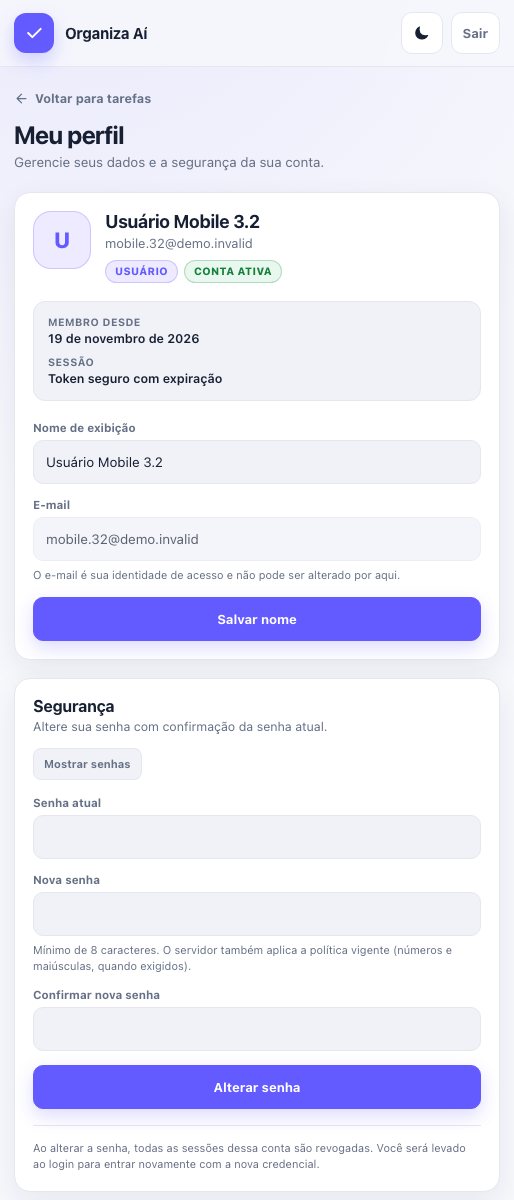 Organiza Aí
Sair
← Voltar para tarefas
Meu perfil
Gerencie seus dados e a segurança da sua conta.
U
Usuário Mobile 3.2
mobile.32@demo.invalid
USUÁRIO
CONTA ATIVA
MEMBRO DESDE
19 de novembro de 2026
SESSÃO
Token seguro com expiração
Nome de exibição
Usuário Mobile 3.2
E-mail
mobile.32@demo.invalid
O e-mail é sua identidade de acesso e não pode ser alterado por aqui.
Salvar nome
Segurança
Altere sua senha com confirmação da senha atual.
Mostrar senhas
Senha atual
Nova senha
Mínimo de 8 caracteres. O servidor também aplica a política vigente (números e
maiúsculas, quando exigidos).
Confirmar nova senha
Alterar senha
Ao alterar a senha, todas as sessões dessa conta são revogadas. Você será levado
ao login para entrar novamente com a nova credencial.